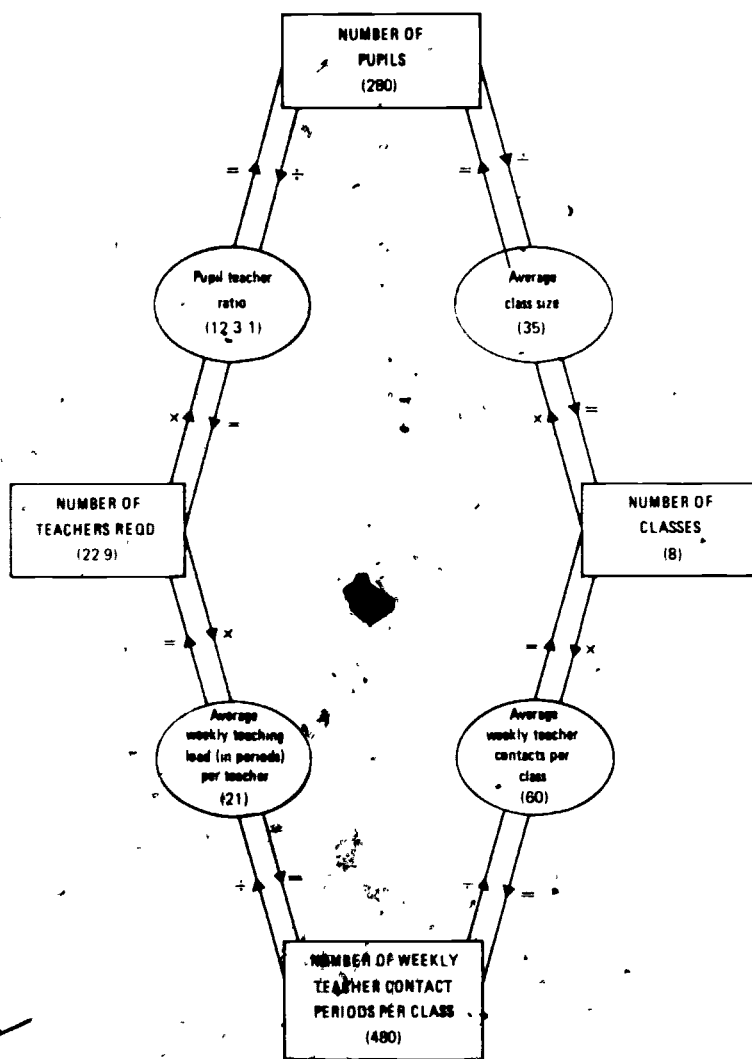 NUMBER OF
PUPILS
(280)
=
÷
=
÷
Pupil teacher
ratio
(12 3 1)
Average
class size
(35)
×
=
×
=
NUMBER OF
TEACHERS REQD
(22 9)
NUMBER OF
CLASSES
(8)
=
×
=
×
Average
weekly teaching
load (in periods)
per teacher
(21)
Average
weekly teacher
contacts per
class
(60)
÷
=
÷
=
NUMBER OF WEEKLY
TEACHER CONTACT
PERIODS PER CLASS
(480)